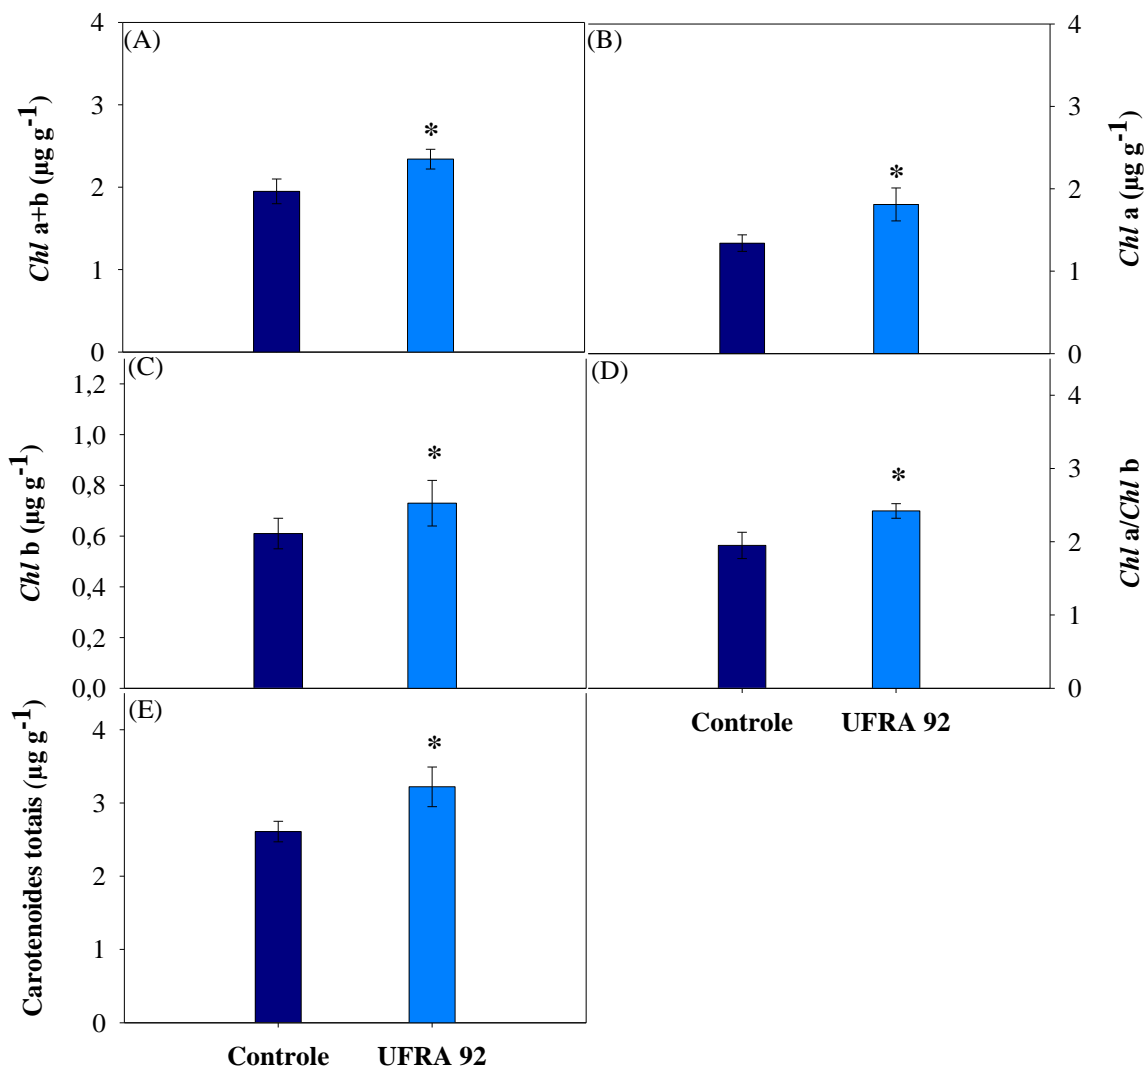 (A)
4
3
2
1
0
Chl a+b (µg g-1)
*
(B)
4
3
2
1
0
Chl a (µg g-1)
*
(C)
1,2
1,0
0,8
0,6
0,4
0,2
0,0
Chl b (µg g-1)
*
(D)
4
3
2
1
0
Chl a/Chl b
*
Controle UFRA 92
(E)
4
3
2
1
0
Carotenoides totais (µg g-1)
*
Controle UFRA 92